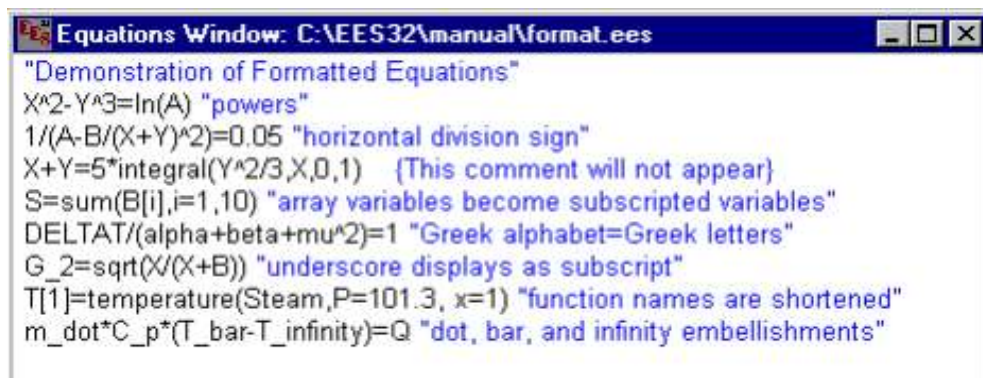 EES Equations Window: C:\EES32\manual\format.ees
"Demonstration of Formatted Equations"
X^2-Y^3=ln(A) "powers"
1/(A-B/(X+Y)^2)=0.05 "horizontal division sign"
X+Y=5*integral(Y^2/3,X,0,1) {This comment will not appear}
S=sum(B[i],i=1,10) "array variables become subscripted variables"
DELTAT/(alpha+beta+mu^2)=1 "Greek alphabet=Greek letters"
G_2=sqrt(X/(X+B)) "underscore displays as subscript"
T[1]=temperature(Steam,P=101.3, x=1) "function names are shortened"
m_dot*C_p*(T_bar-T_infinity)=Q "dot, bar, and infinity embellishments"